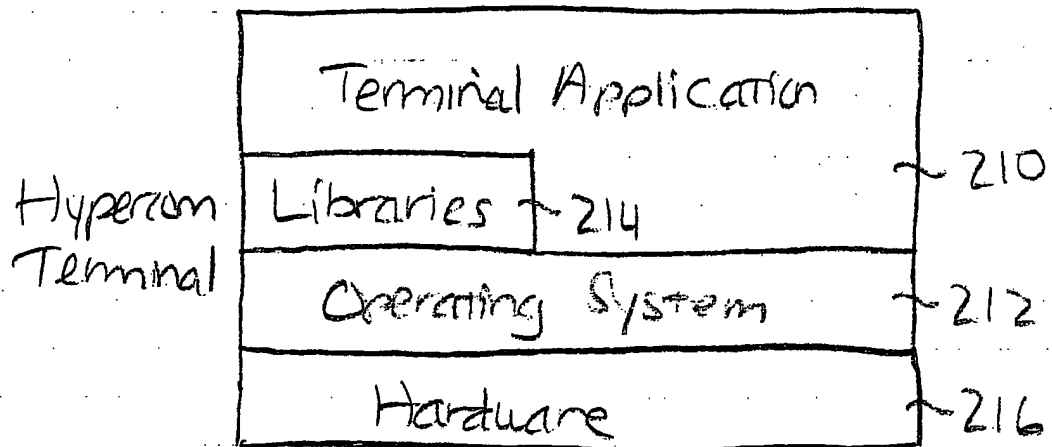 Terminal Application
210
Hypercom
Terminal
Libraries
214
Operating System
212
Hardware
216